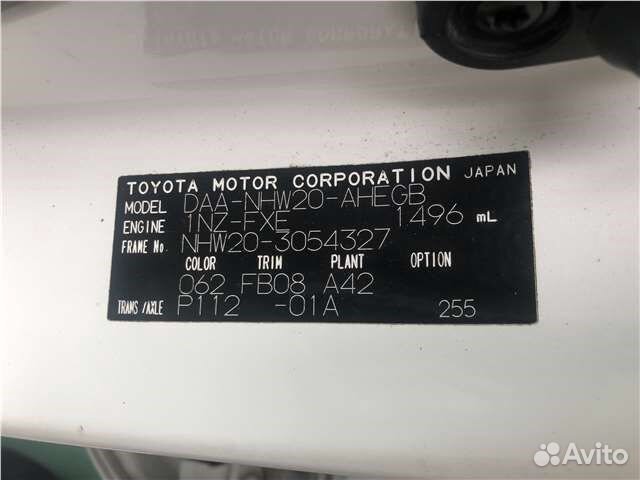 TOYOTA MOTOR CORPORATION JAPAN
MODEL DAA-NHW20-AHEGB
ENGINE 1NZ-FXE 1496 mL
FRAME No. NHW20-3054327
COLOR TRIM PLANT OPTION
062 FB08 A42
TRANS/AXLE P112 -01A 255
Avito